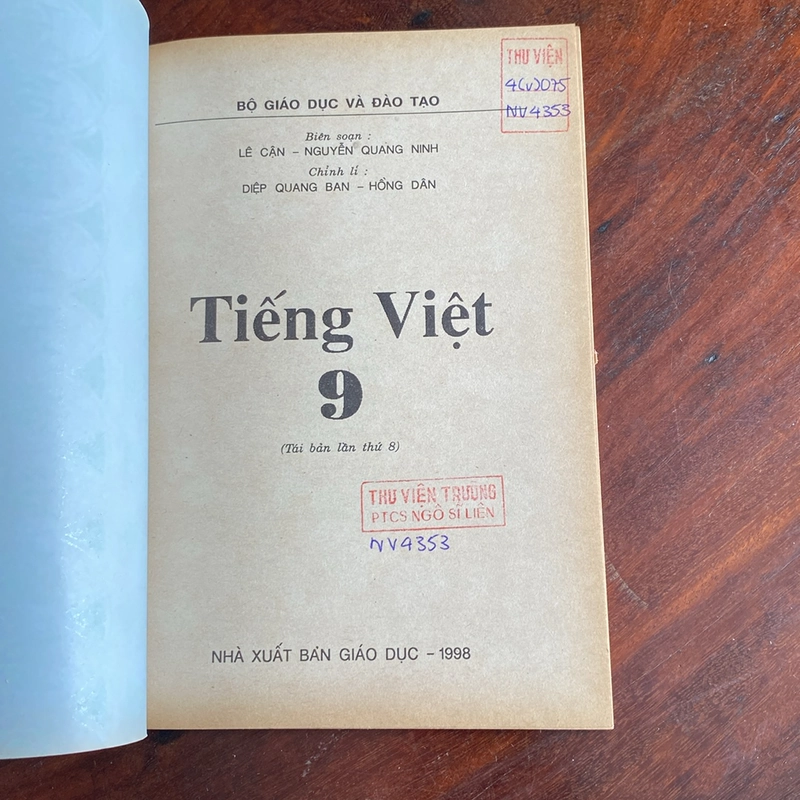 THƯ VIỆN
4(v)075
NV4353
BỘ GIÁO DỤC VÀ ĐÀO TẠO
Biên soạn :
LÊ CẬN – NGUYỄN QUANG NINH
Chỉnh lí :
DIỆP QUANG BAN – HỒNG DÂN
Tiếng Việt
9
(Tái bản lần thứ 8)
THƯ VIỆN TRƯỜNG
PTCS NGÔ SĨ LIÊN
NV4353
NHÀ XUẤT BẢN GIÁO DỤC – 1998